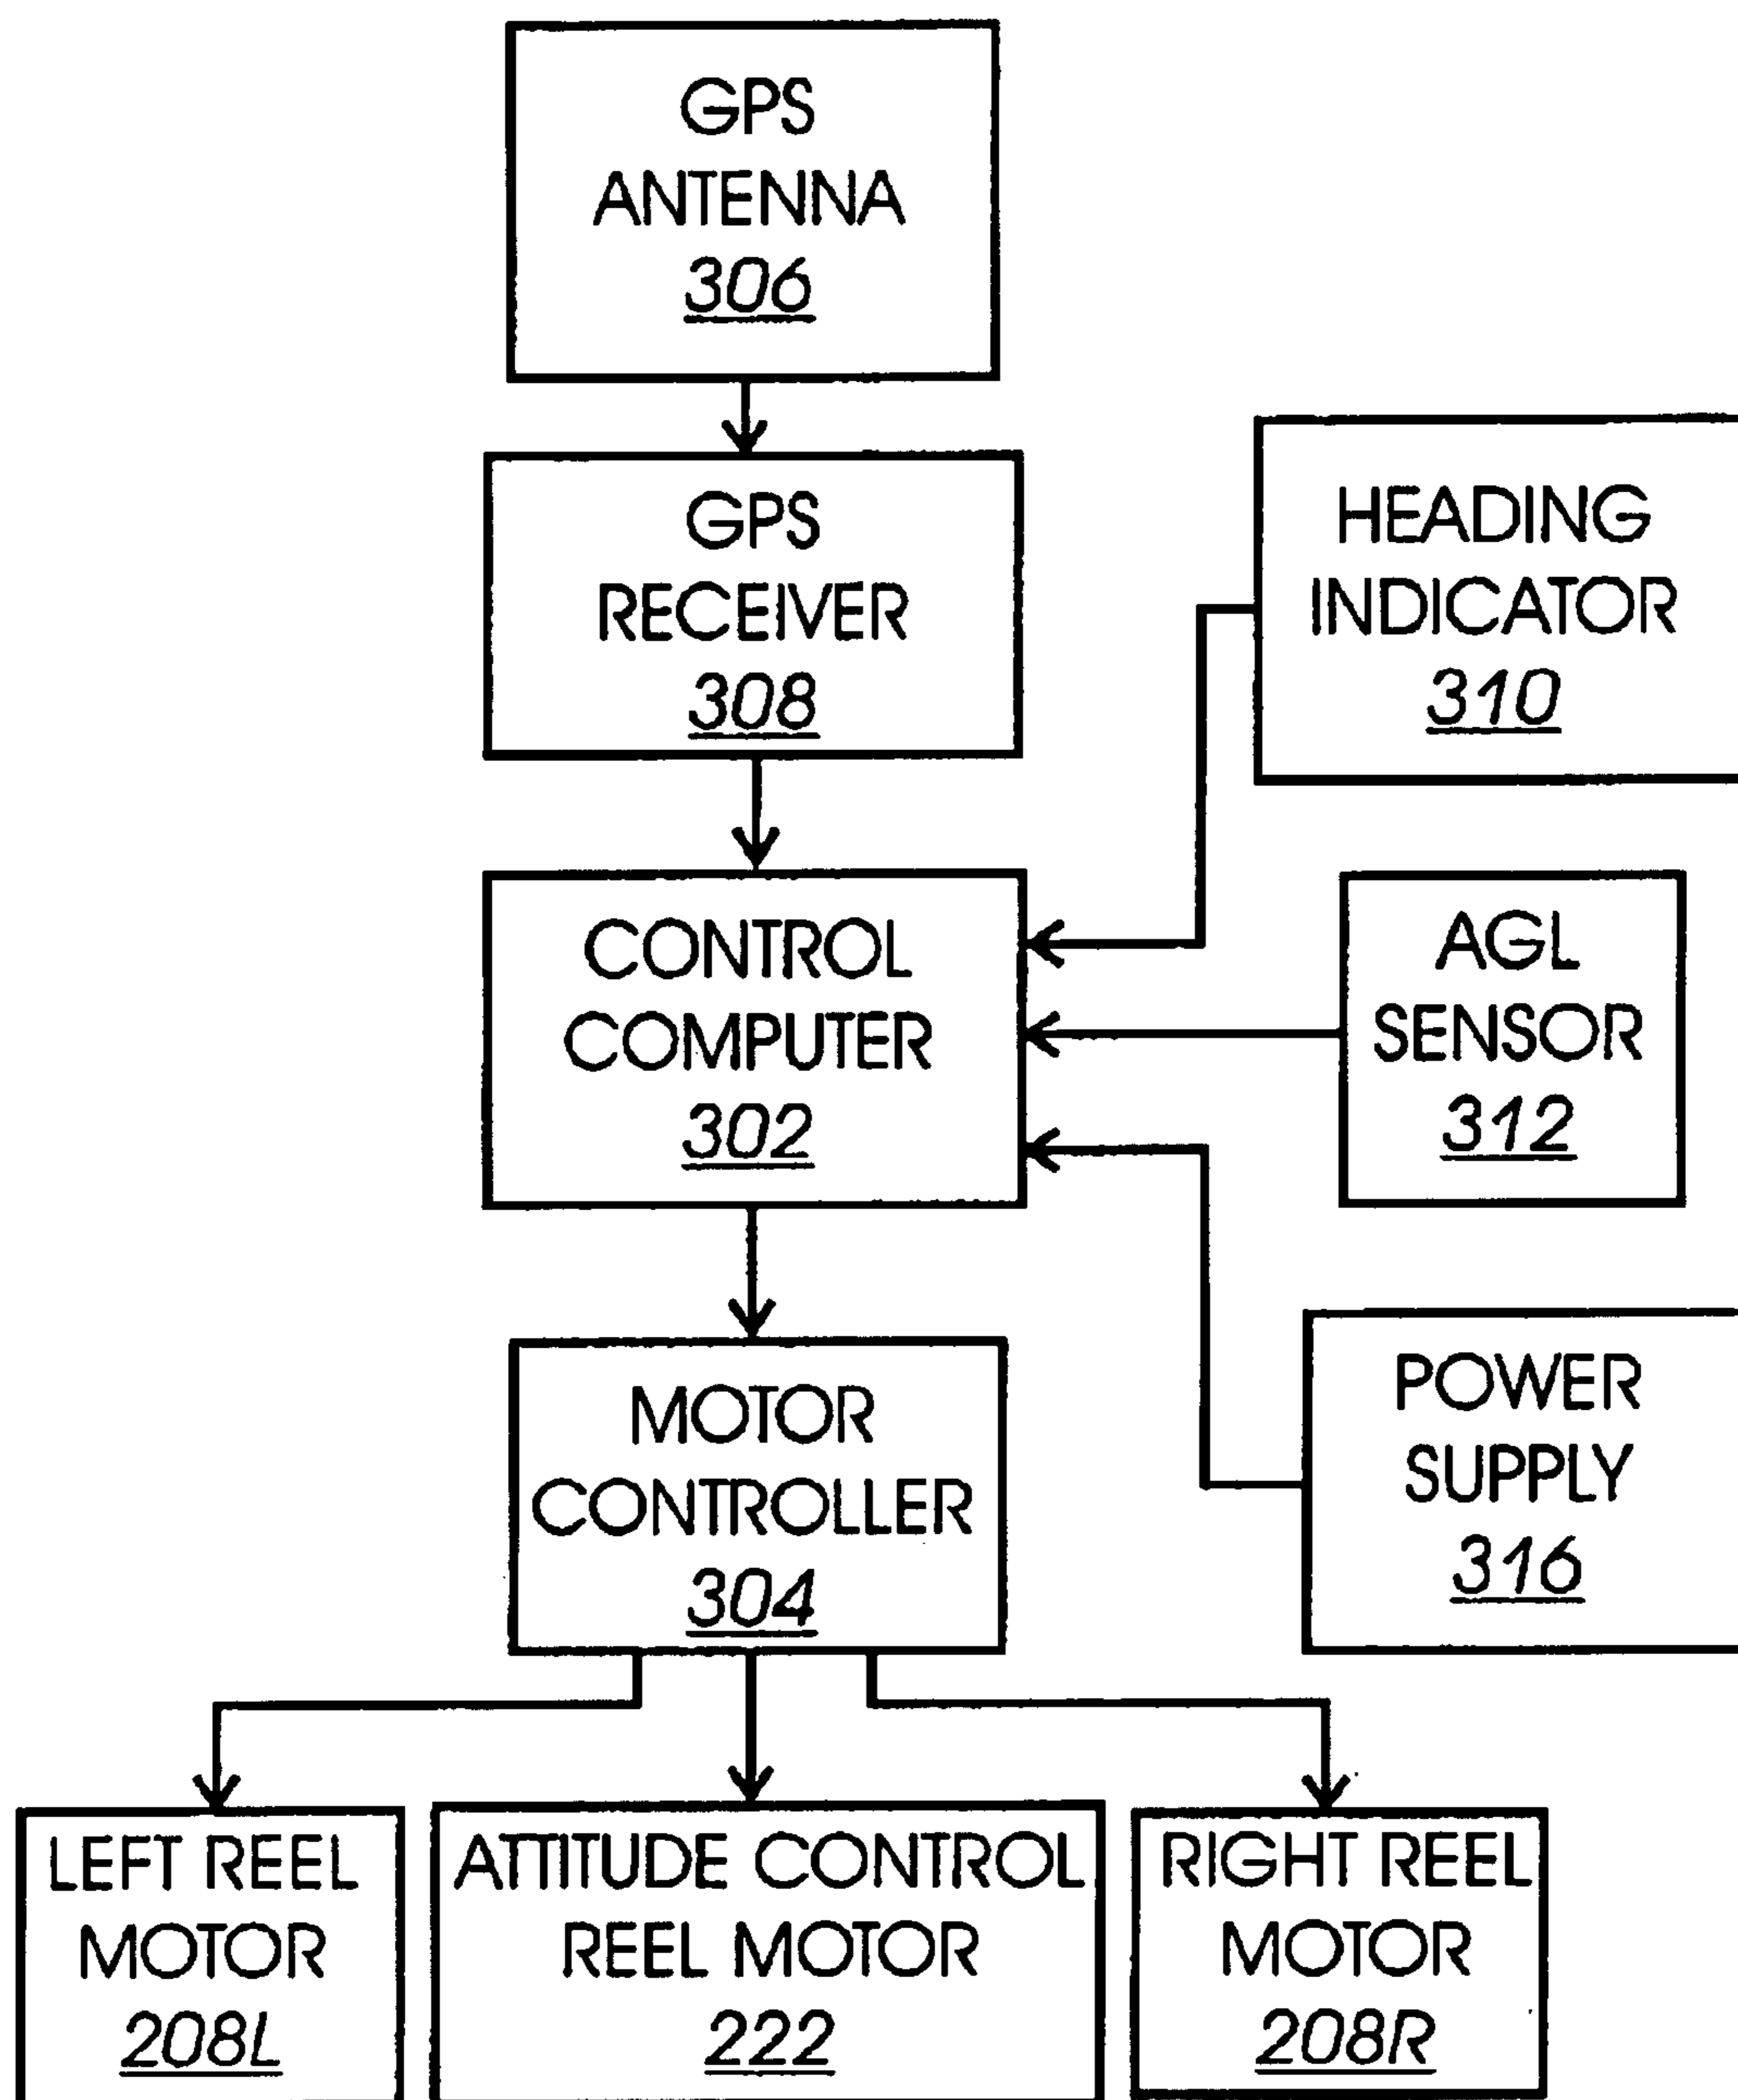 GPS
ANTENNA
306
GPS
RECEIVER
308
HEADING
INDICATOR
310
CONTROL
COMPUTER
302
AGL
SENSOR
312
MOTOR
CONTROLLER
304
POWER
SUPPLY
316
LEFT REEL
MOTOR
208L
ATTITUDE CONTROL
REEL MOTOR
222
RIGHT REEL
MOTOR
208R